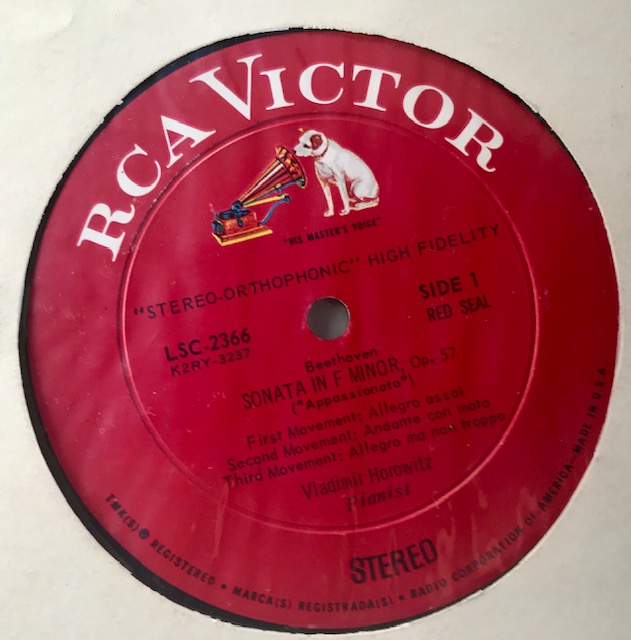 RCA VICTOR
"HIS MASTER'S VOICE"
"STEREO-ORTHOPHONIC" HIGH FIDELITY
LSC-2366
K2RY-3237
SIDE 1
RED SEAL
Beethoven
SONATA IN F MINOR, Op. 57
("Appassionata")
First Movement: Allegro assai
Second Movement: Andante con moto
Third Movement: Allegro ma non troppo
Vladimir Horowitz
Pianist
STEREO
TMK(S) ® REGISTERED • MARCA(S) REGISTRADA(S) • RADIO CORPORATION OF AMERICA—MADE IN U.S.A.